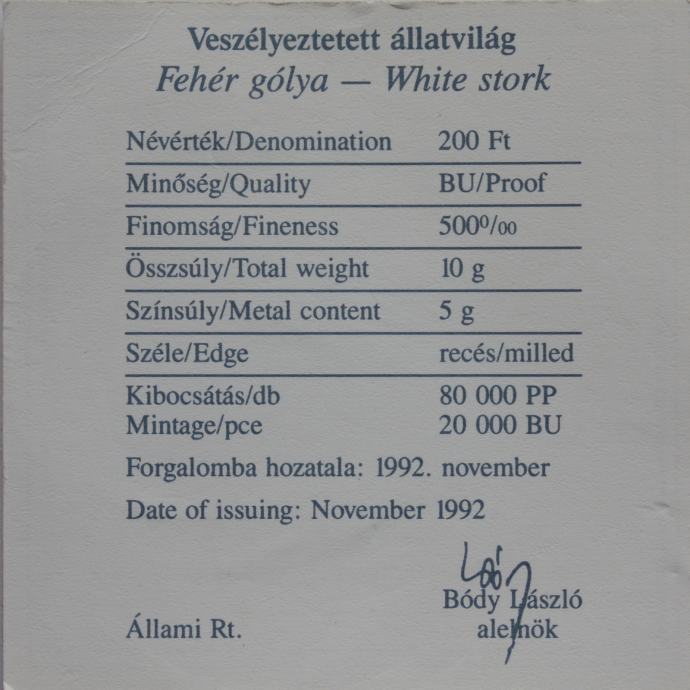 Veszélyeztetett állatvilág
Fehér gólya — White stork
Névérték/Denomination 200 Ft
Minőség/Quality BU/Proof
Finomság/Fineness 500⁰/₀₀
Összsúly/Total weight 10 g
Színsúly/Metal content 5 g
Széle/Edge recés/milled
Kibocsátás/db 80 000 PP
Mintage/pce 20 000 BU
Forgalomba hozatala: 1992. november
Date of issuing: November 1992
Bódy László
Állami Rt. alelnök